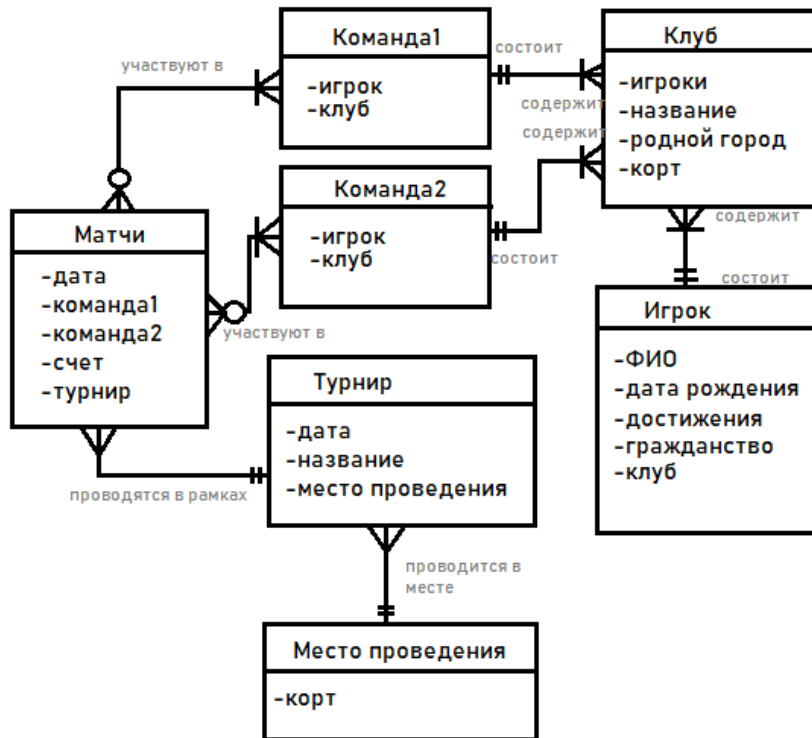 Команда1
-игрок
-клуб
состоит
Клуб
-игроки
-название
-родной город
-корт
участвуют в
содержит
содержит
Команда2
-игрок
-клуб
состоит
содержит
Матчи
-дата
-команда1
-команда2
-счет
-турнир
участвуют в
состоит
Игрок
-ФИО
-дата рождения
-достижения
-гражданство
-клуб
Турнир
-дата
-название
-место проведения
проводятся в рамках
проводится в
месте
Место проведения
-корт